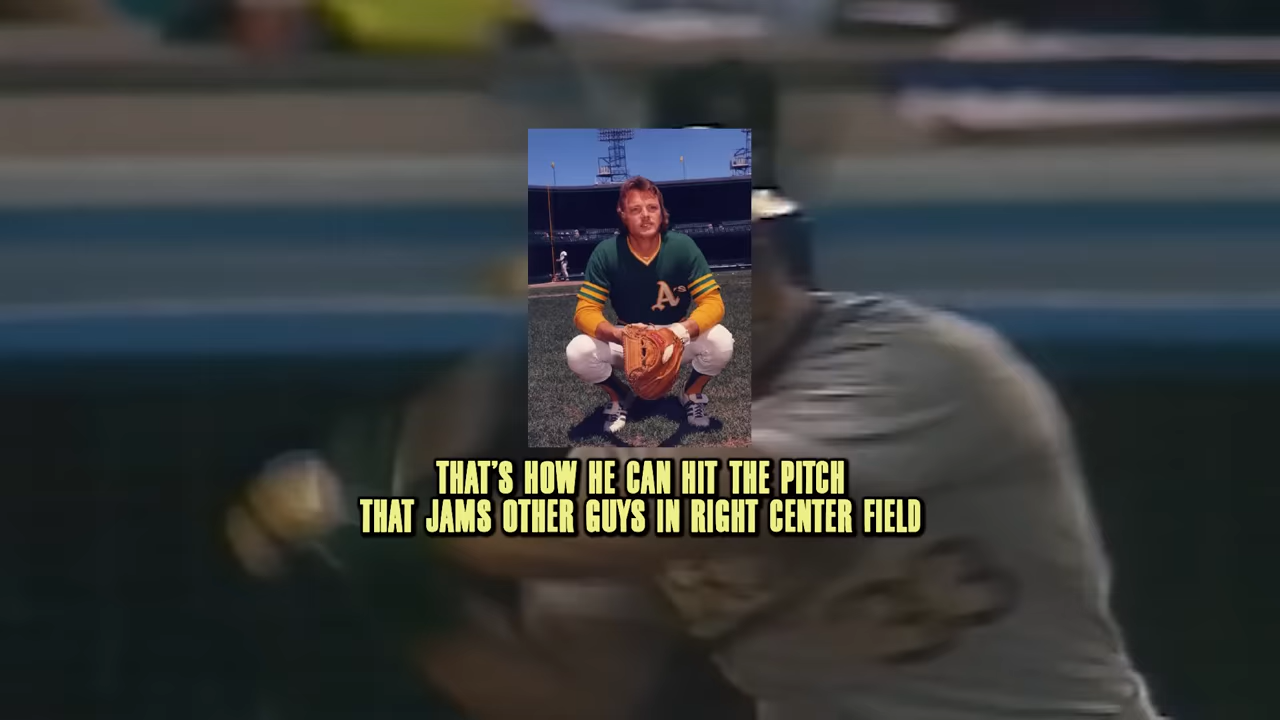 A's
THAT'S HOW HE CAN HIT THE PITCH
THAT JAMS OTHER GUYS IN RIGHT CENTER FIELD